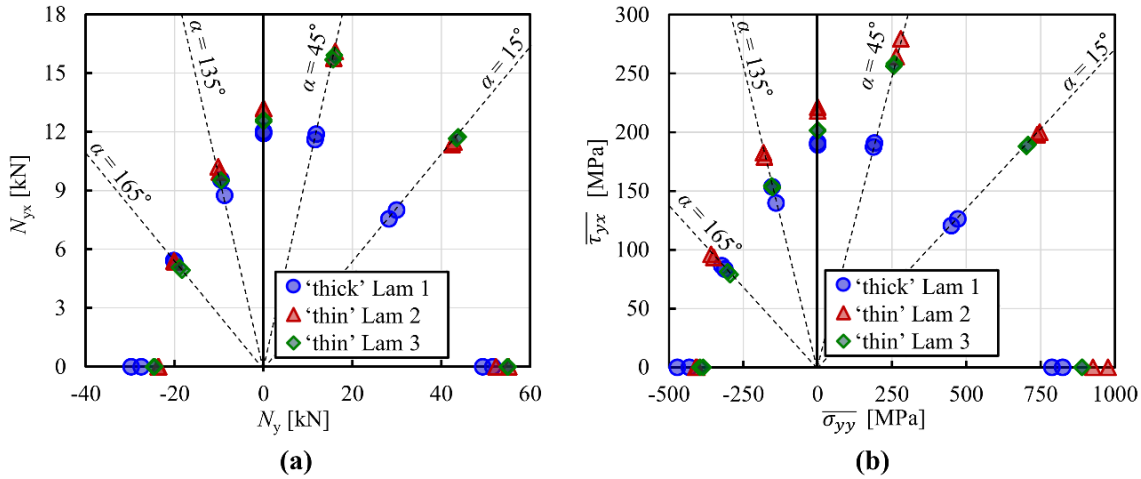 18
15
12
9
6
3
0
-40
-20
0
20
40
60
N_yx [kN]
N_y [kN]
α = 165°
α = 135°
α = 45°
α = 15°
'thick' Lam 1
'thin' Lam 2
'thin' Lam 3
(a)
300
250
200
150
100
50
0
-500
-250
0
250
500
750
1000
τ̅_yx [MPa]
σ̅_yy [MPa]
α = 165°
α = 135°
α = 45°
α = 15°
'thick' Lam 1
'thin' Lam 2
'thin' Lam 3
(b)